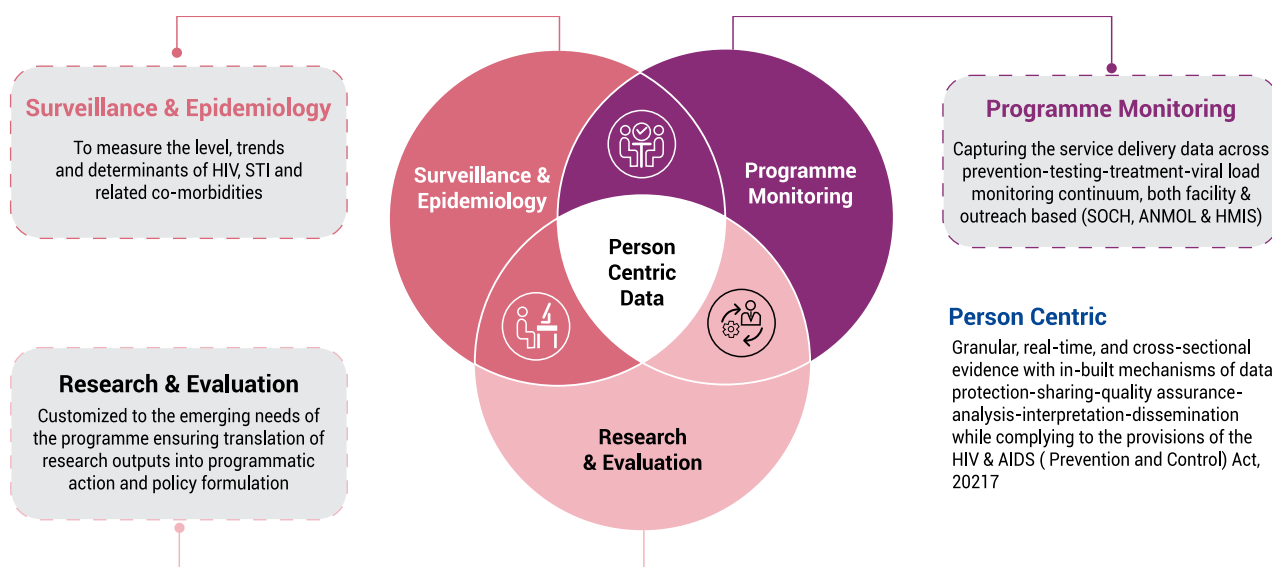 Surveillance & Epidemiology
To measure the level, trends
and determinants of HIV, STI and
related co-morbidities
Research & Evaluation
Customized to the emerging needs of
the programme ensuring translation of
research outputs into programmatic
action and policy formulation
Surveillance &
Epidemiology
Programme
Monitoring
Person
Centric
Data
Research
& Evaluation
Programme Monitoring
Capturing the service delivery data across
prevention-testing-treatment-viral load
monitoring continuum, both facility &
outreach based (SOCH, ANMOL & HMIS)
Person Centric
Granular, real-time, and cross-sectional
evidence with in-built mechanisms of data
protection-sharing-quality assurance-
analysis-interpretation-dissemination
while complying to the provisions of the
HIV & AIDS ( Prevention and Control) Act,
20217